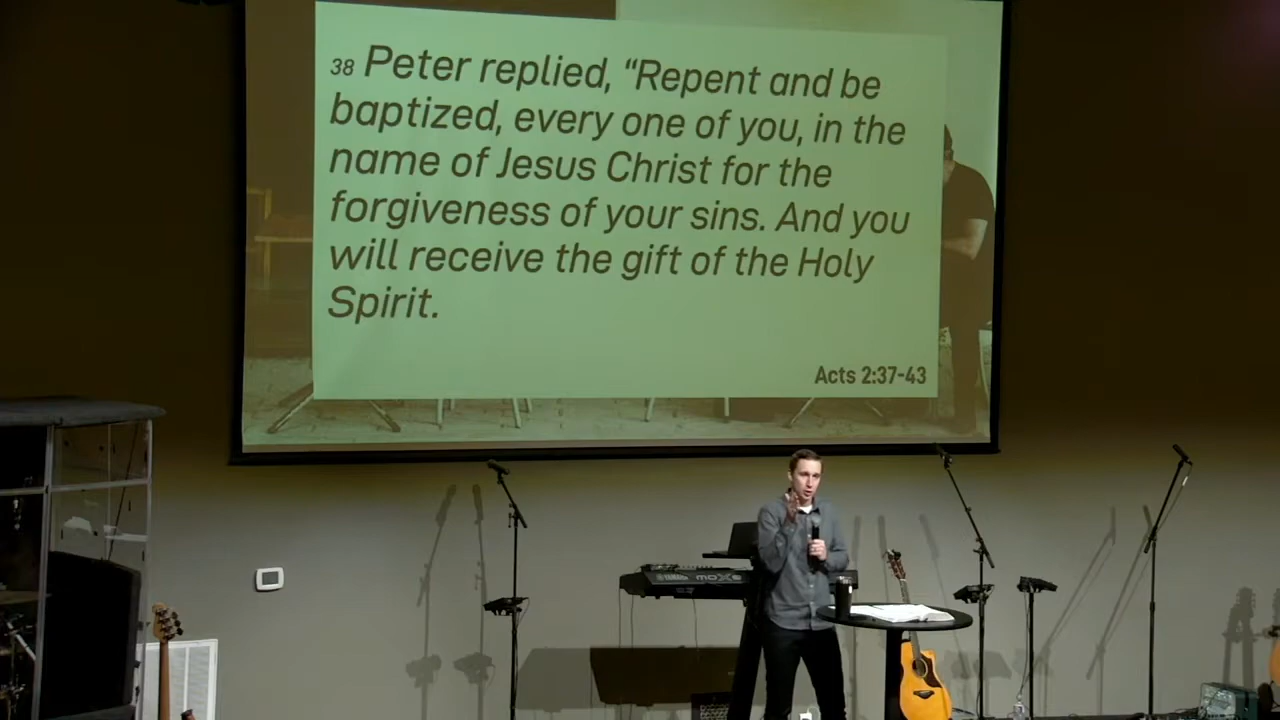 38 Peter replied, “Repent and be
baptized, every one of you, in the
name of Jesus Christ for the
forgiveness of your sins. And you
will receive the gift of the Holy
Spirit.
Acts 2:37-43
YAMAHA MOX6